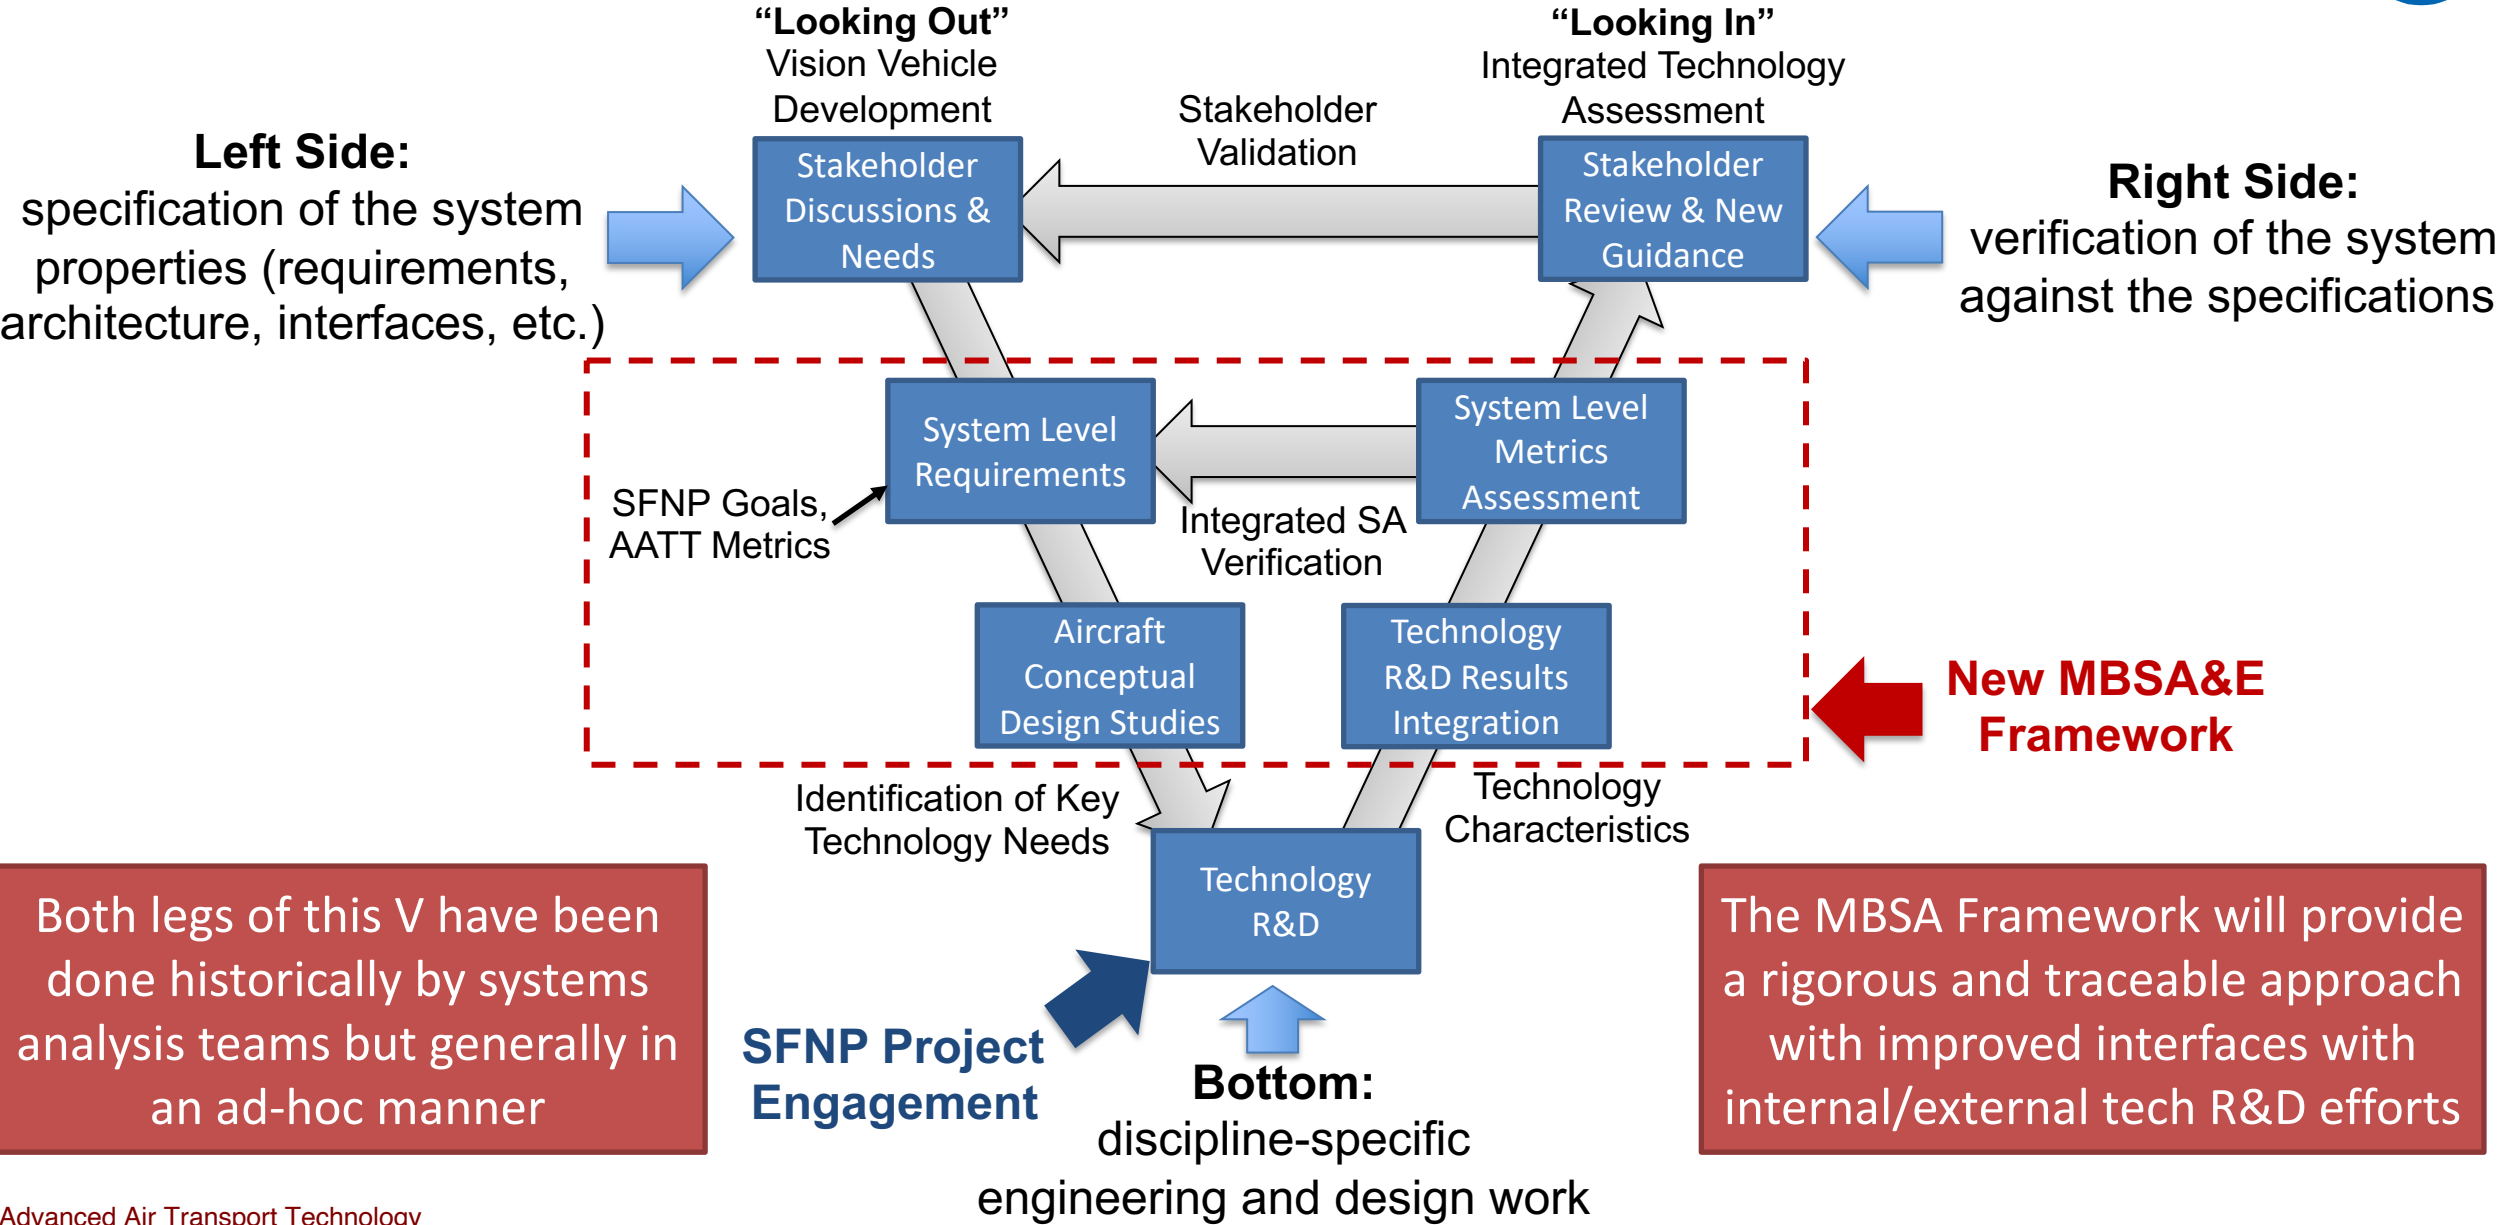 “Looking Out”
Vision Vehicle
Development
“Looking In”
Integrated Technology
Assessment
Stakeholder
Validation
Left Side:
specification of the system
properties (requirements,
architecture, interfaces, etc.)
Stakeholder
Discussions &
Needs
Stakeholder
Review & New
Guidance
Right Side:
verification of the system
against the specifications
System Level
Requirements
System Level
Metrics
Assessment
SFNP Goals,
AATT Metrics
Integrated SA
Verification
Aircraft
Conceptual
Design Studies
Technology
R&D Results
Integration
New MBSA&E
Framework
Identification of Key
Technology Needs
Technology
Characteristics
Technology
R&D
Both legs of this V have been
done historically by systems
analysis teams but generally in
an ad-hoc manner
The MBSA Framework will provide
a rigorous and traceable approach
with improved interfaces with
internal/external tech R&D efforts
SFNP Project
Engagement
Bottom:
discipline-specific
engineering and design work
Advanced Air Transport Technology